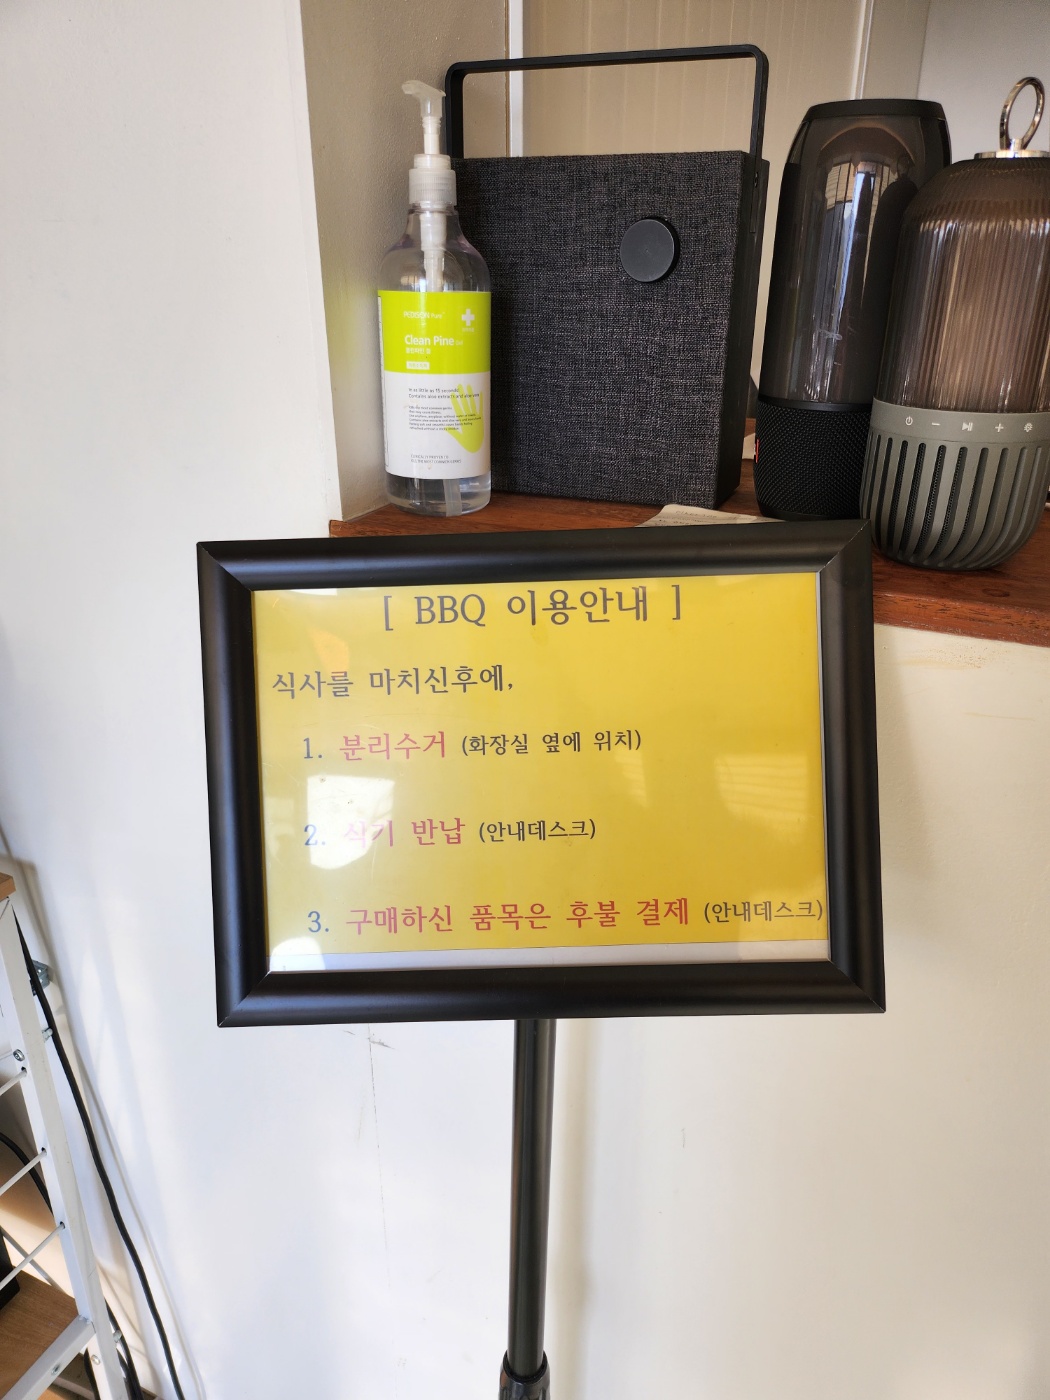 Clean Pine
[ BBQ 이용안내 ]
식사를 마치신후에,
1. 분리수거 (화장실 옆에 위치)
2. 식기 반납 (안내데스크)
3. 구매하신 품목은 후불 결제 (안내데스크)